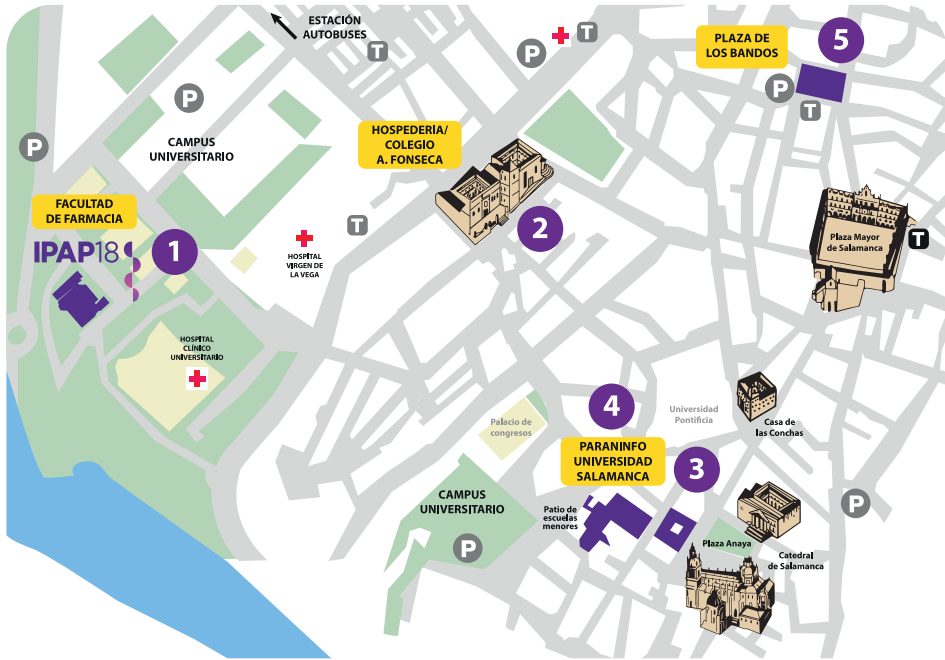 ESTACIÓN
AUTOBUSES
T
P
T
PLAZA DE
LOS BANDOS
5
P
T
P
CAMPUS
UNIVERSITARIO
P
HOSPEDERÍA/
COLEGIO
A. FONSECA
2
FACULTAD
DE FARMACIA
IPAP18
1
T
HOSPITAL
VIRGEN DE
LA VEGA
Plaza Mayor
de Salamanca
T
HOSPITAL
CLÍNICO
UNIVERSITARIO
4
Universidad
Pontificia
Casa de
las Conchas
Palacio de
congresos
PARANINFO
UNIVERSIDAD
SALAMANCA
3
CAMPUS
UNIVERSITARIO
P
Patio de
escuelas
menores
P
Plaza Anaya
Catedral
de Salamanca